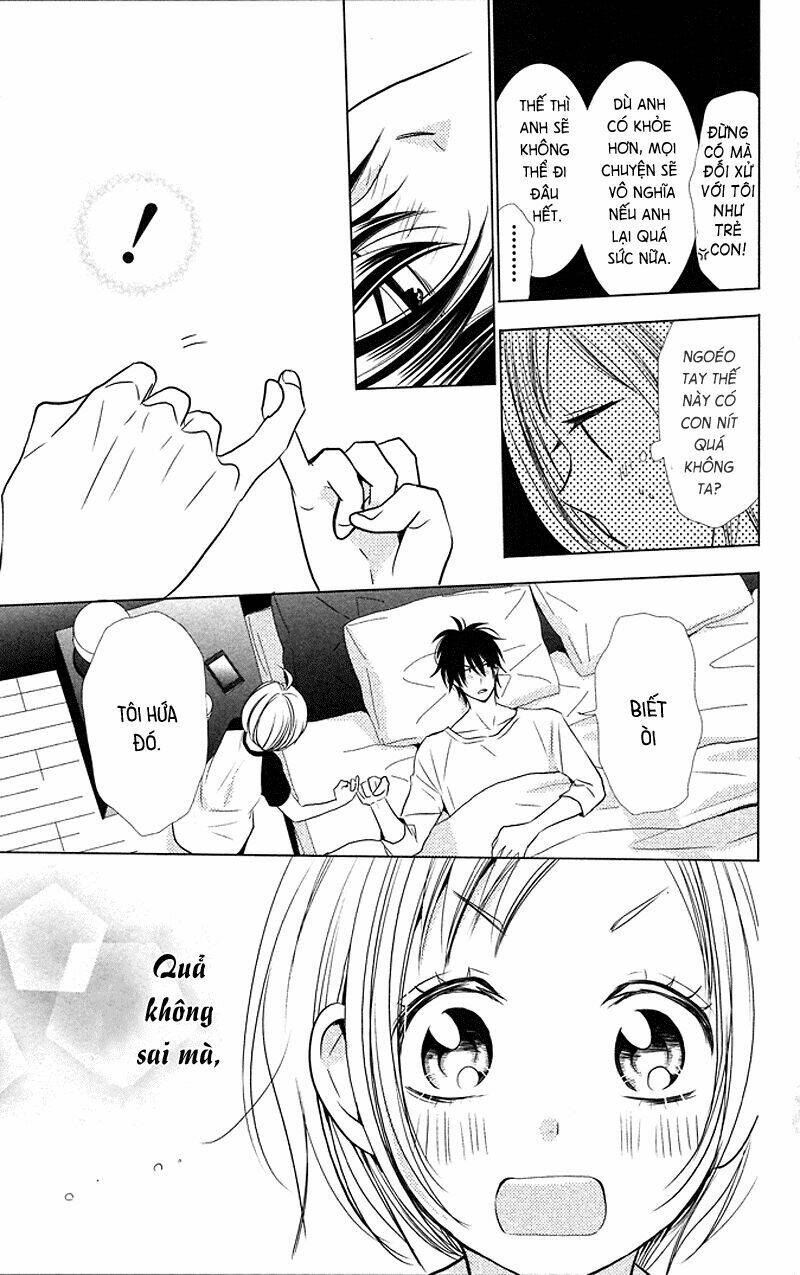 ĐỪNG
CÓ MÀ
ĐỐI XỬ
VỚI TÔI
NHƯ
TRẺ
CON!
DÙ ANH
CÓ KHỎE
HƠN, MỌI
CHUYỆN SẼ
VÔ NGHĨA
NẾU ANH
LẠI QUÁ
SỨC NỮA.
THẾ THÌ
ANH SẼ
KHÔNG
THỂ ĐI
ĐÂU
HẾT.
.........
NGOÉO
TAY THẾ
NÀY CÓ
CON NÍT
QUÁ
KHÔNG
TA?
!
BIẾT
ÒI
TÔI HỨA
ĐÓ.
Quả
không
sai mà,